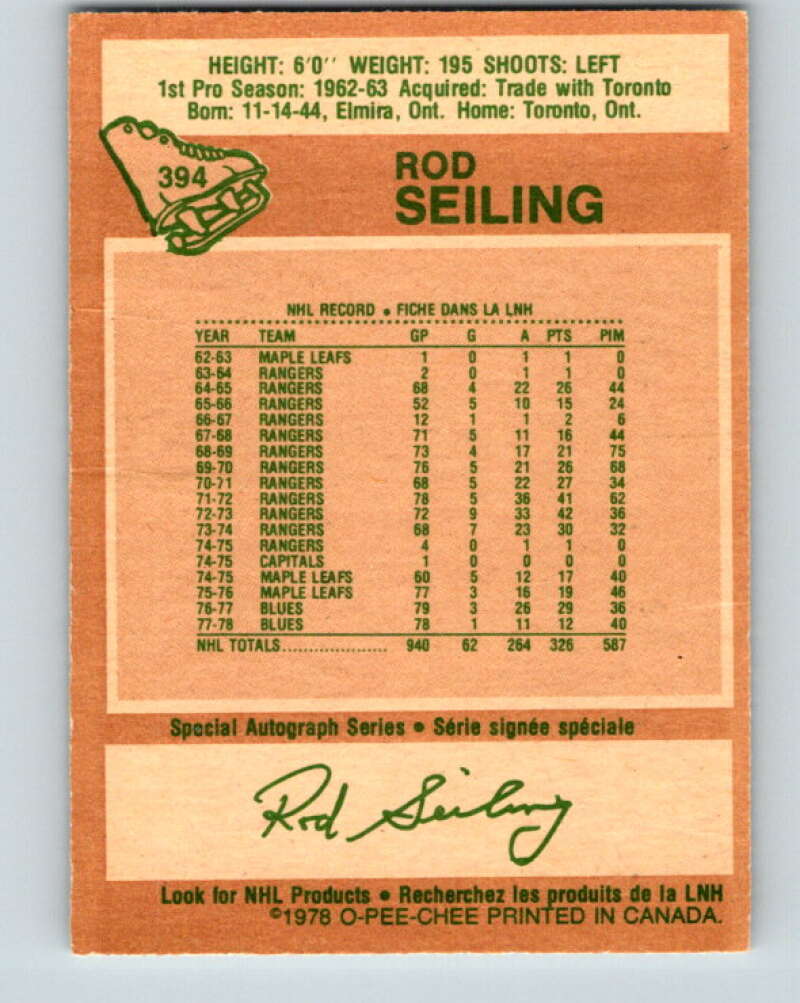 HEIGHT: 6'0'' WEIGHT: 195 SHOOTS: LEFT
1st Pro Season: 1962-63 Acquired: Trade with Toronto
Born: 11-14-44, Elmira, Ont. Home: Toronto, Ont.
394
ROD
SEILING
NHL RECORD • FICHE DANS LA LNH
YEAR TEAM GP G A PTS PIM
62-63 MAPLE LEAFS 1 0 1 1 0
63-64 RANGERS 2 0 1 1 0
64-65 RANGERS 68 4 22 26 44
65-66 RANGERS 52 5 10 15 24
66-67 RANGERS 12 1 1 2 6
67-68 RANGERS 71 5 11 16 44
68-69 RANGERS 73 4 17 21 75
69-70 RANGERS 76 5 21 26 68
70-71 RANGERS 68 5 22 27 34
71-72 RANGERS 78 5 36 41 62
72-73 RANGERS 72 9 33 42 36
73-74 RANGERS 68 7 23 30 32
74-75 RANGERS 4 0 1 1 0
74-75 CAPITALS 1 0 0 0 0
74-75 MAPLE LEAFS 60 5 12 17 40
75-76 MAPLE LEAFS 77 3 16 19 46
76-77 BLUES 79 3 26 29 36
77-78 BLUES 78 1 11 12 40
NHL TOTALS..................... 940 62 264 326 587
Special Autograph Series • Série signée spéciale
Rod Seiling
Look for NHL Products • Recherchez les produits de la LNH
©1978 O-PEE-CHEE PRINTED IN CANADA.